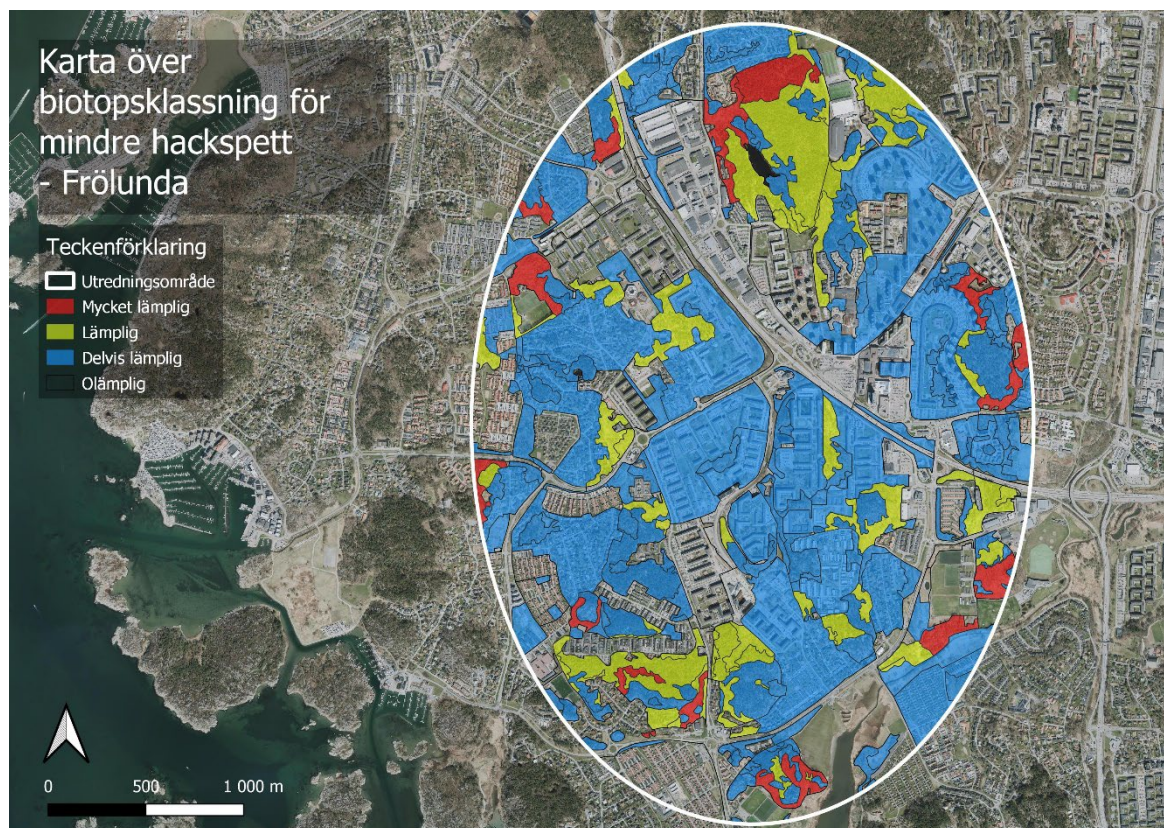 Karta över
biotopsklassning för
mindre hackspett
- Frölunda
Teckenförklaring
Utredningsområde
Mycket lämplig
Lämplig
Delvis lämplig
Olämplig
0 500 1 000 m